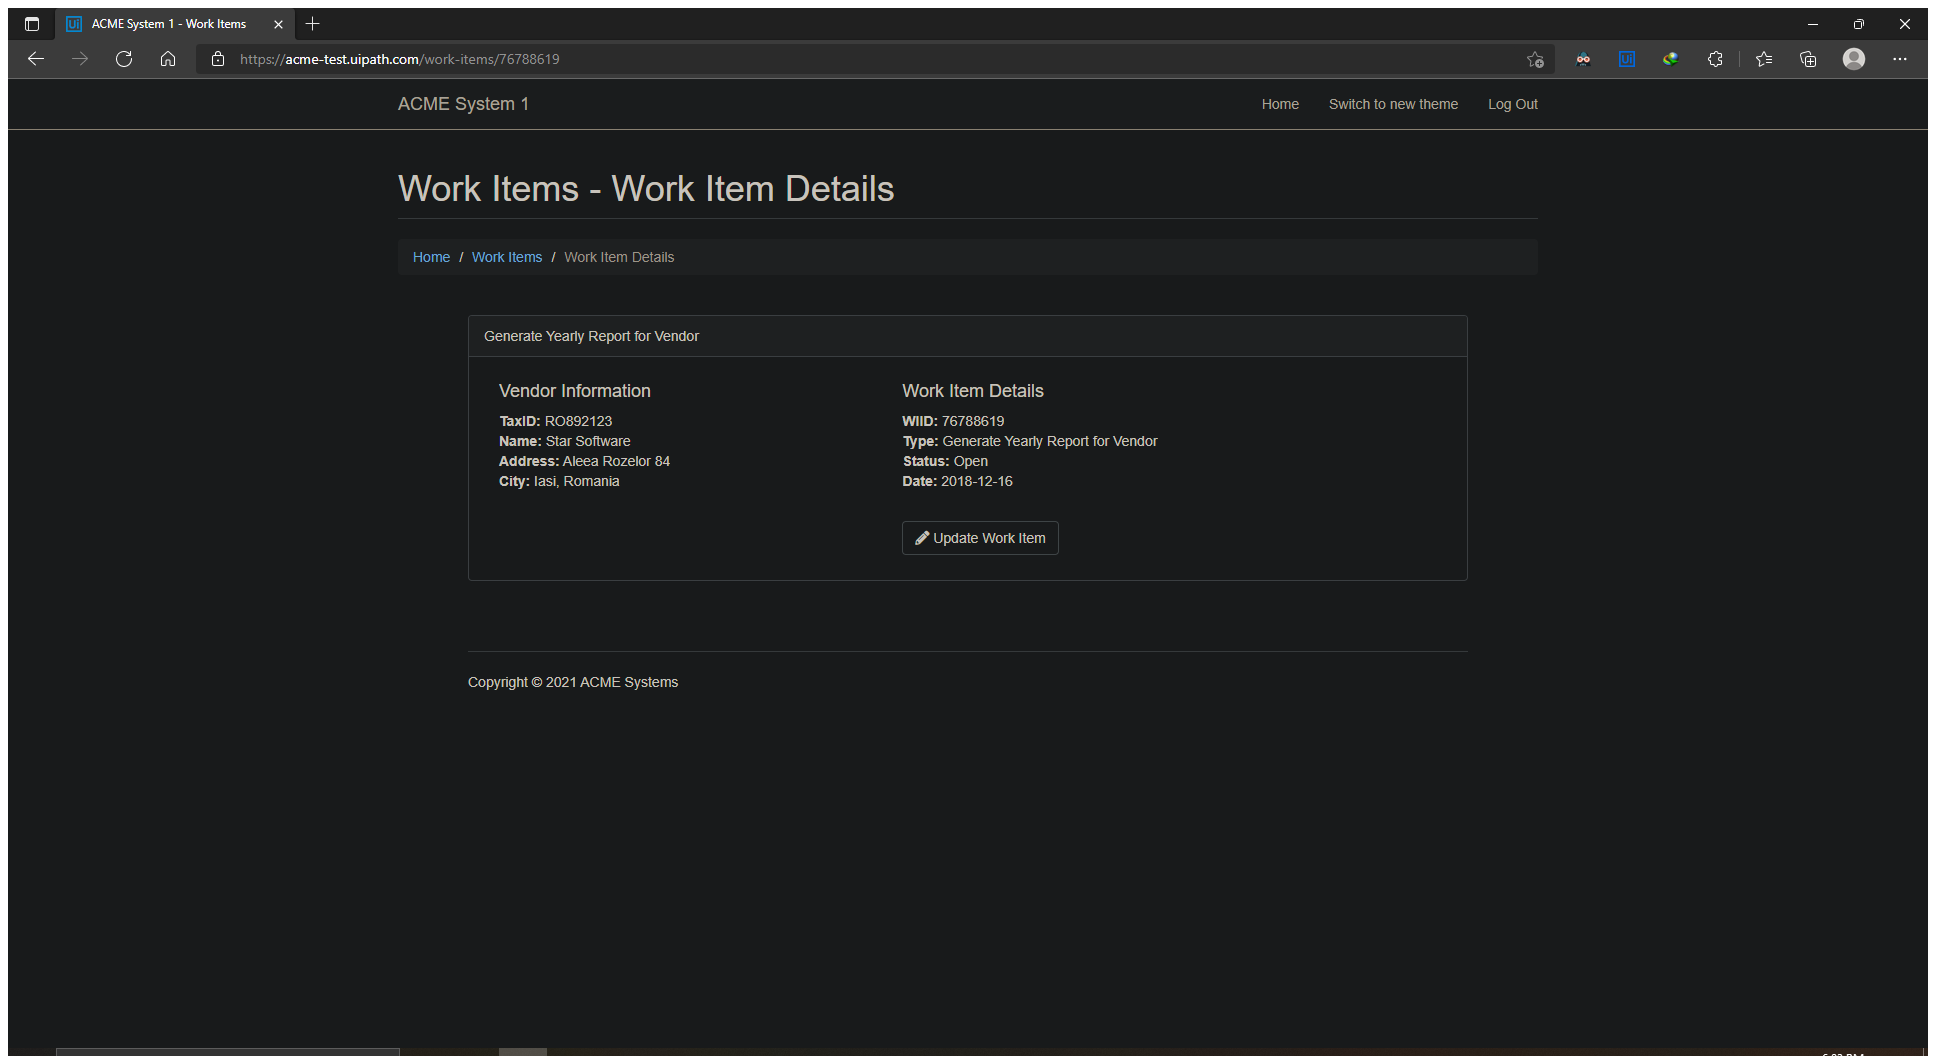 ACME System 1 - Work Items
https://acme-test.uipath.com/work-items/76788619
ACME System 1
Home
Switch to new theme
Log Out
Work Items - Work Item Details
Home / Work Items / Work Item Details
Generate Yearly Report for Vendor
Vendor Information
TaxID: RO892123
Name: Star Software
Address: Aleea Rozelor 84
City: Iasi, Romania
Work Item Details
WIID: 76788619
Type: Generate Yearly Report for Vendor
Status: Open
Date: 2018-12-16
Update Work Item
Copyright © 2021 ACME Systems